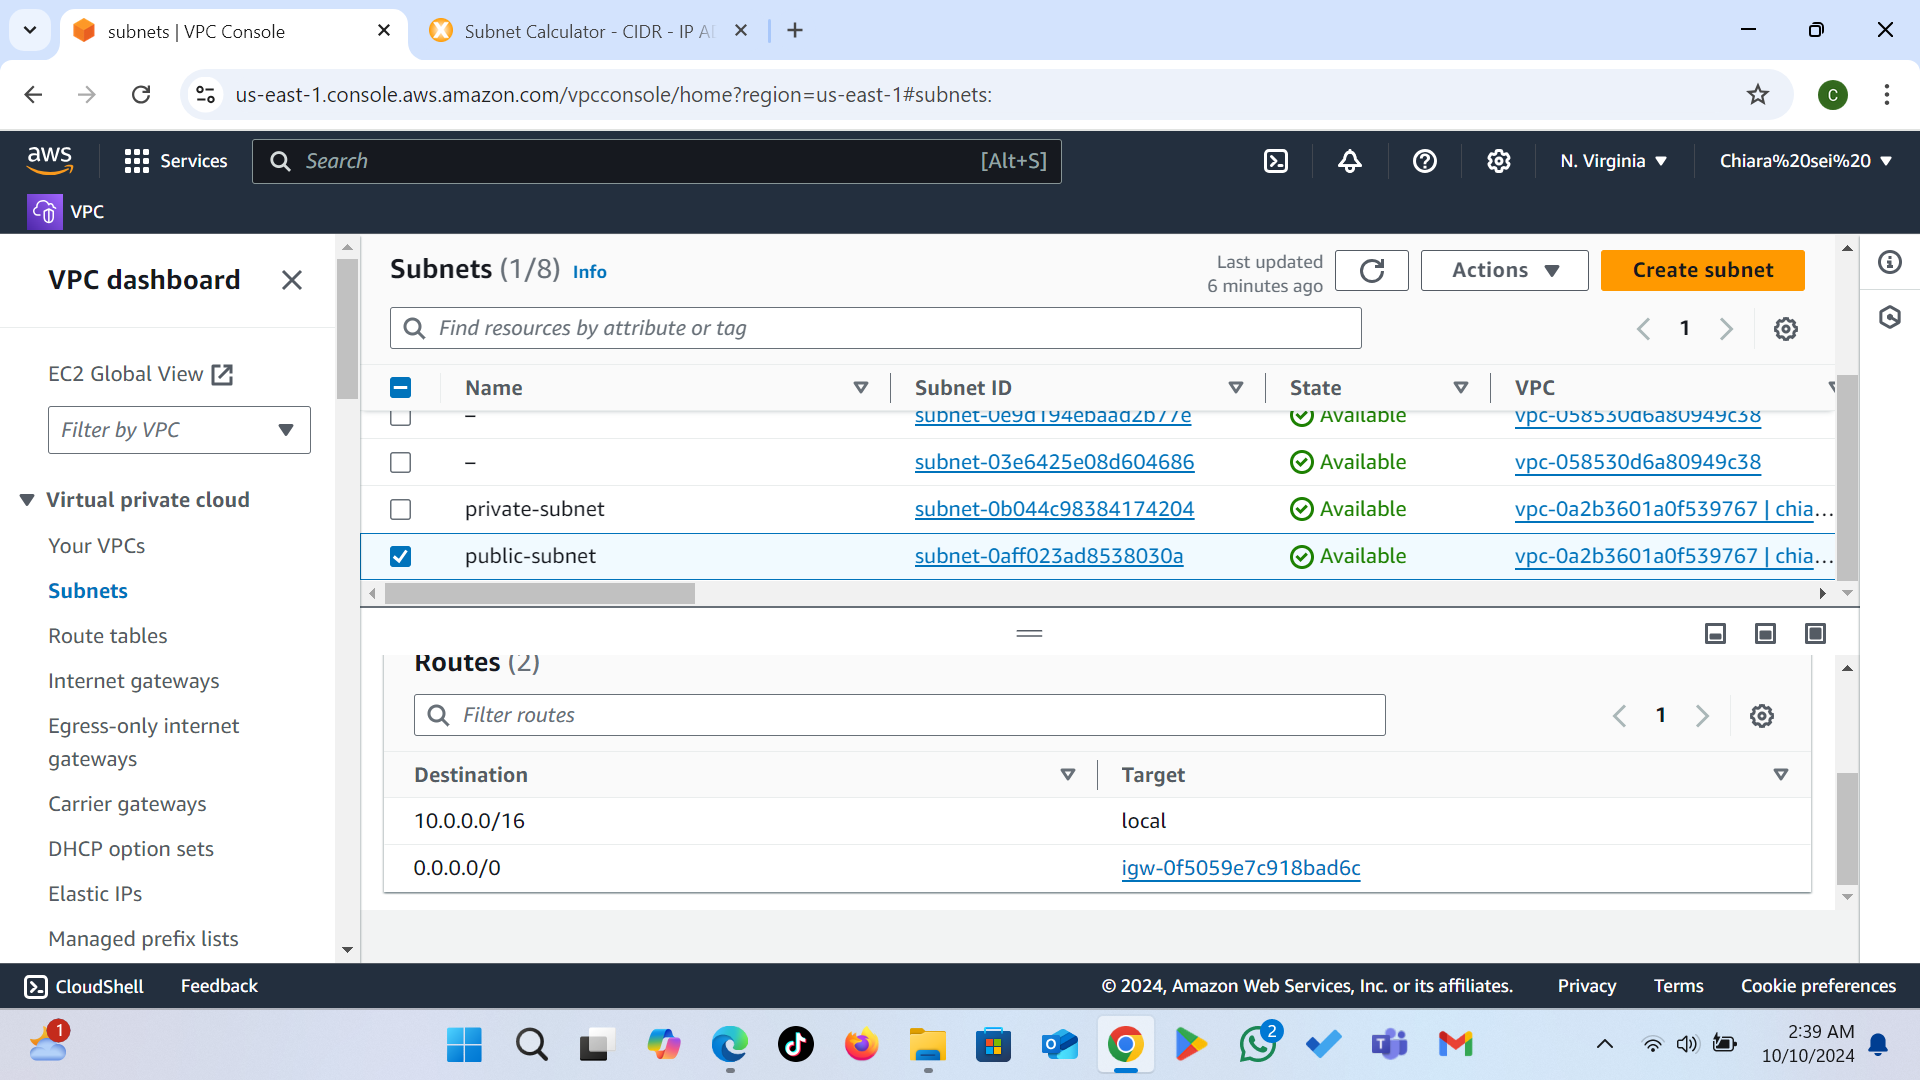 subnets | VPC Console
Subnet Calculator - CIDR - IP A
us-east-1.console.aws.amazon.com/vpcconsole/home?region=us-east-1#subnets:
C
aws
Services
Search
[Alt+S]
N. Virginia
Chiara%20sei%20
VPC
VPC dashboard
EC2 Global View
Filter by VPC
Virtual private cloud
Your VPCs
Subnets
Route tables
Internet gateways
Egress-only internet
gateways
Carrier gateways
DHCP option sets
Elastic IPs
Managed prefix lists
Subnets (1/8) Info
Last updated
6 minutes ago
Actions
Create subnet
Find resources by attribute or tag
1
Name
Subnet ID
State
VPC
– subnet-0e9d194ebaad2b77e Available vpc-058530d6a80949c38
– subnet-03e6425e08d604686 Available vpc-058530d6a80949c38
private-subnet subnet-0b044c98384174204 Available vpc-0a2b3601a0f539767 | chia…
public-subnet subnet-0aff023ad8538030a Available vpc-0a2b3601a0f539767 | chia…
Routes (2)
Filter routes
1
Destination
Target
10.0.0.0/16 local
0.0.0.0/0 igw-0f5059e7c918bad6c
CloudShell
Feedback
© 2024, Amazon Web Services, Inc. or its affiliates.
Privacy
Terms
Cookie preferences
1
2
2:39 AM
10/10/2024